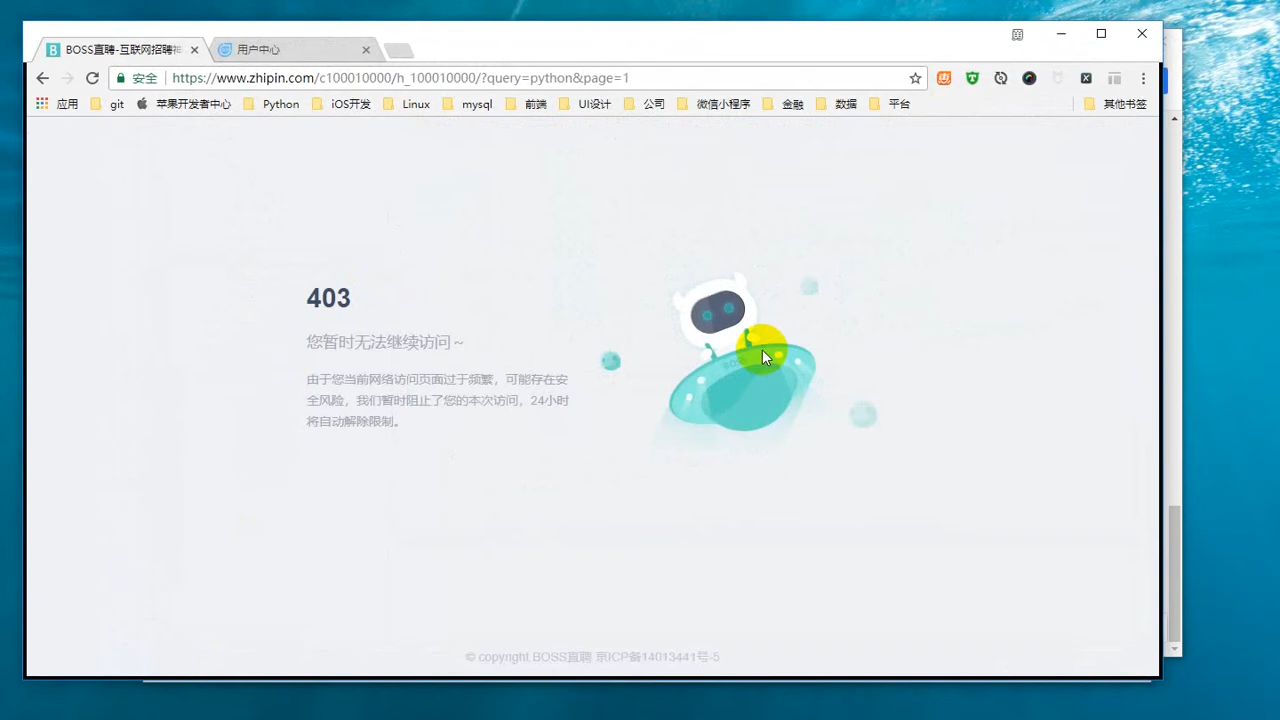 BOSS直聘-互联网招聘神
用户中心
安全
https://www.zhipin.com/c100010000/h_100010000/?query=python&page=1
应用 git 苹果开发者中心 Python iOS开发 Linux mysql 前端 UI设计 公司 微信小程序 金融 数据 平台 其他书签
403
您暂时无法继续访问~
由于您当前网络访问页面过于频繁，可能存在安
全风险，我们暂时阻止了您的本次访问，24小时
将自动解除限制。
© copyright BOSS直聘 京ICP备14013441号-5